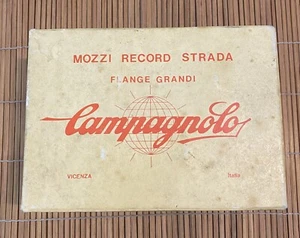 MOZZI RECORD STRADA
FLANGE GRANDI
Campagnolo
VICENZA Italia